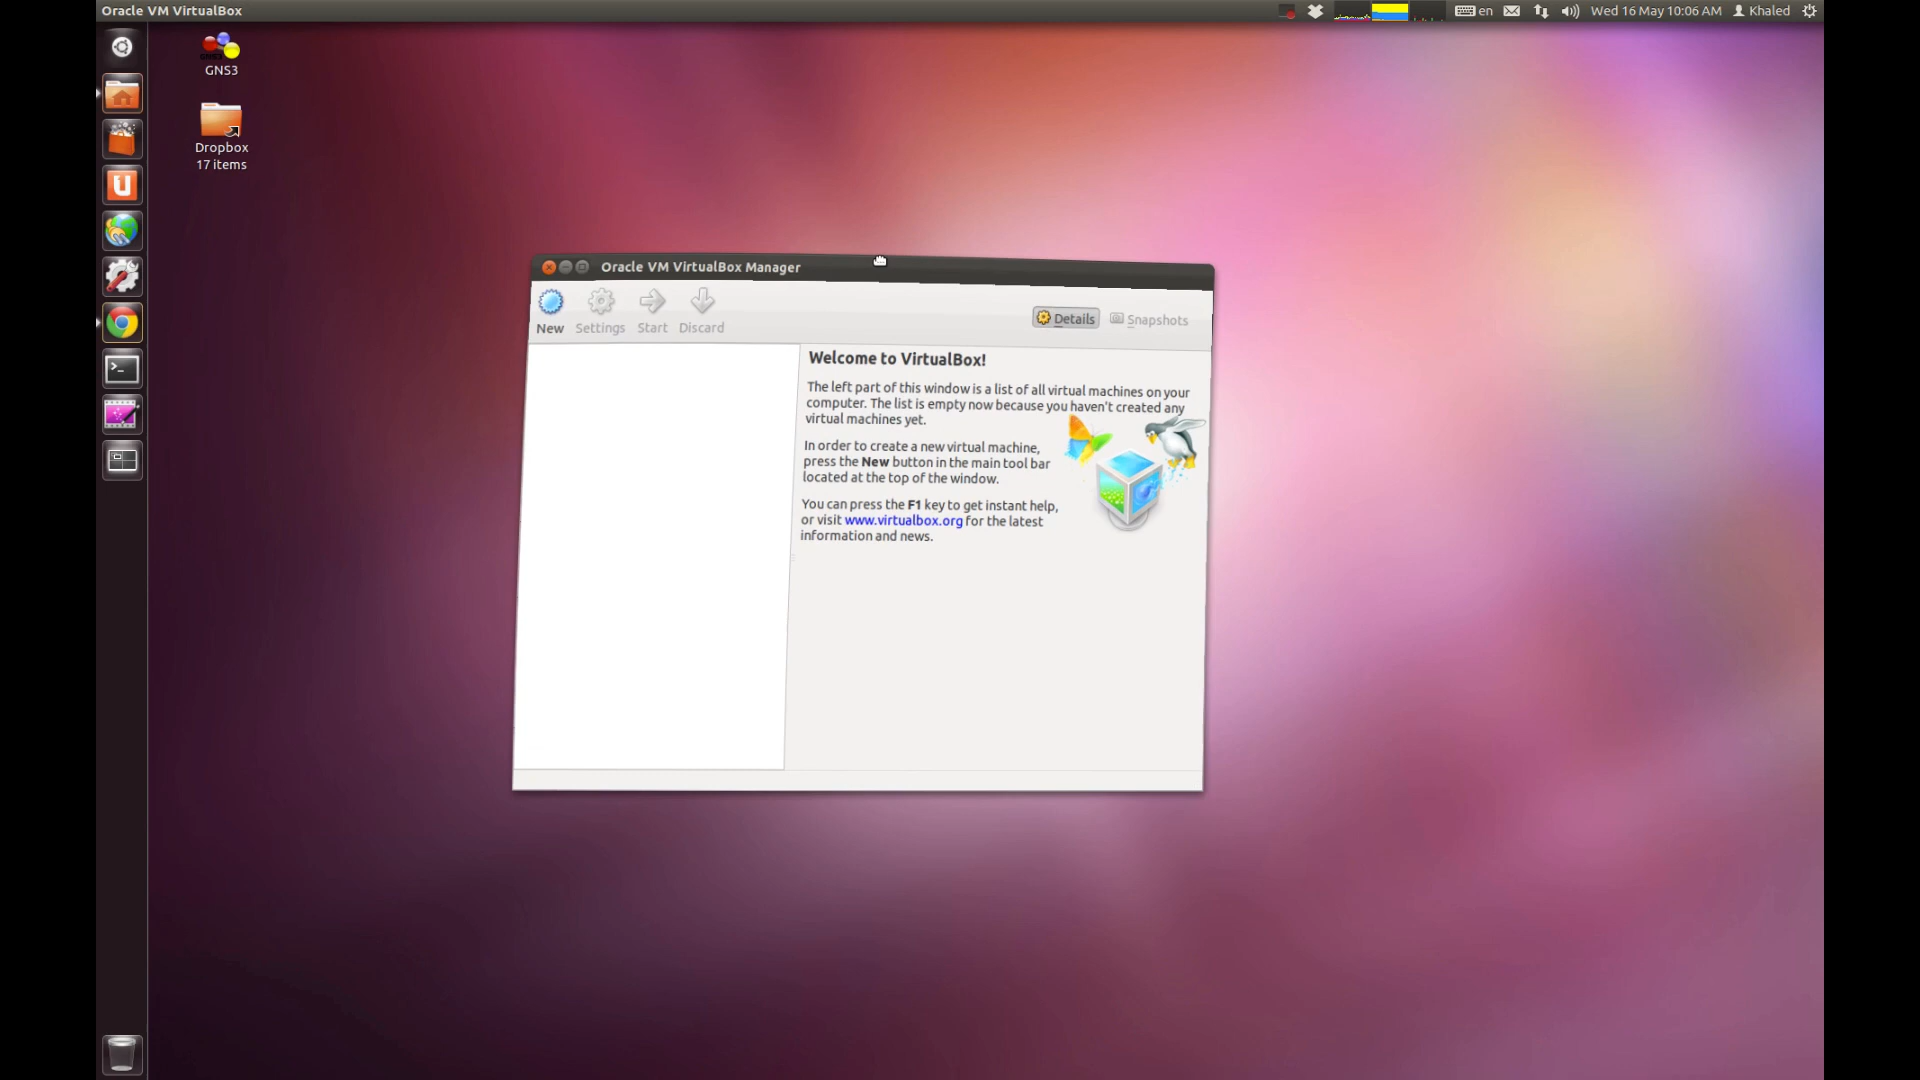 Oracle VM VirtualBox
en
Wed 16 May 10:06 AM
Khaled
GNS3
Dropbox
17 items
Oracle VM VirtualBox Manager
New
Settings
Start
Discard
Details
Snapshots
Welcome to VirtualBox!
The left part of this window is a list of all virtual machines on your
computer. The list is empty now because you haven't created any
virtual machines yet.
In order to create a new virtual machine,
press the New button in the main tool bar
located at the top of the window.
You can press the F1 key to get instant help,
or visit www.virtualbox.org for the latest
information and news.